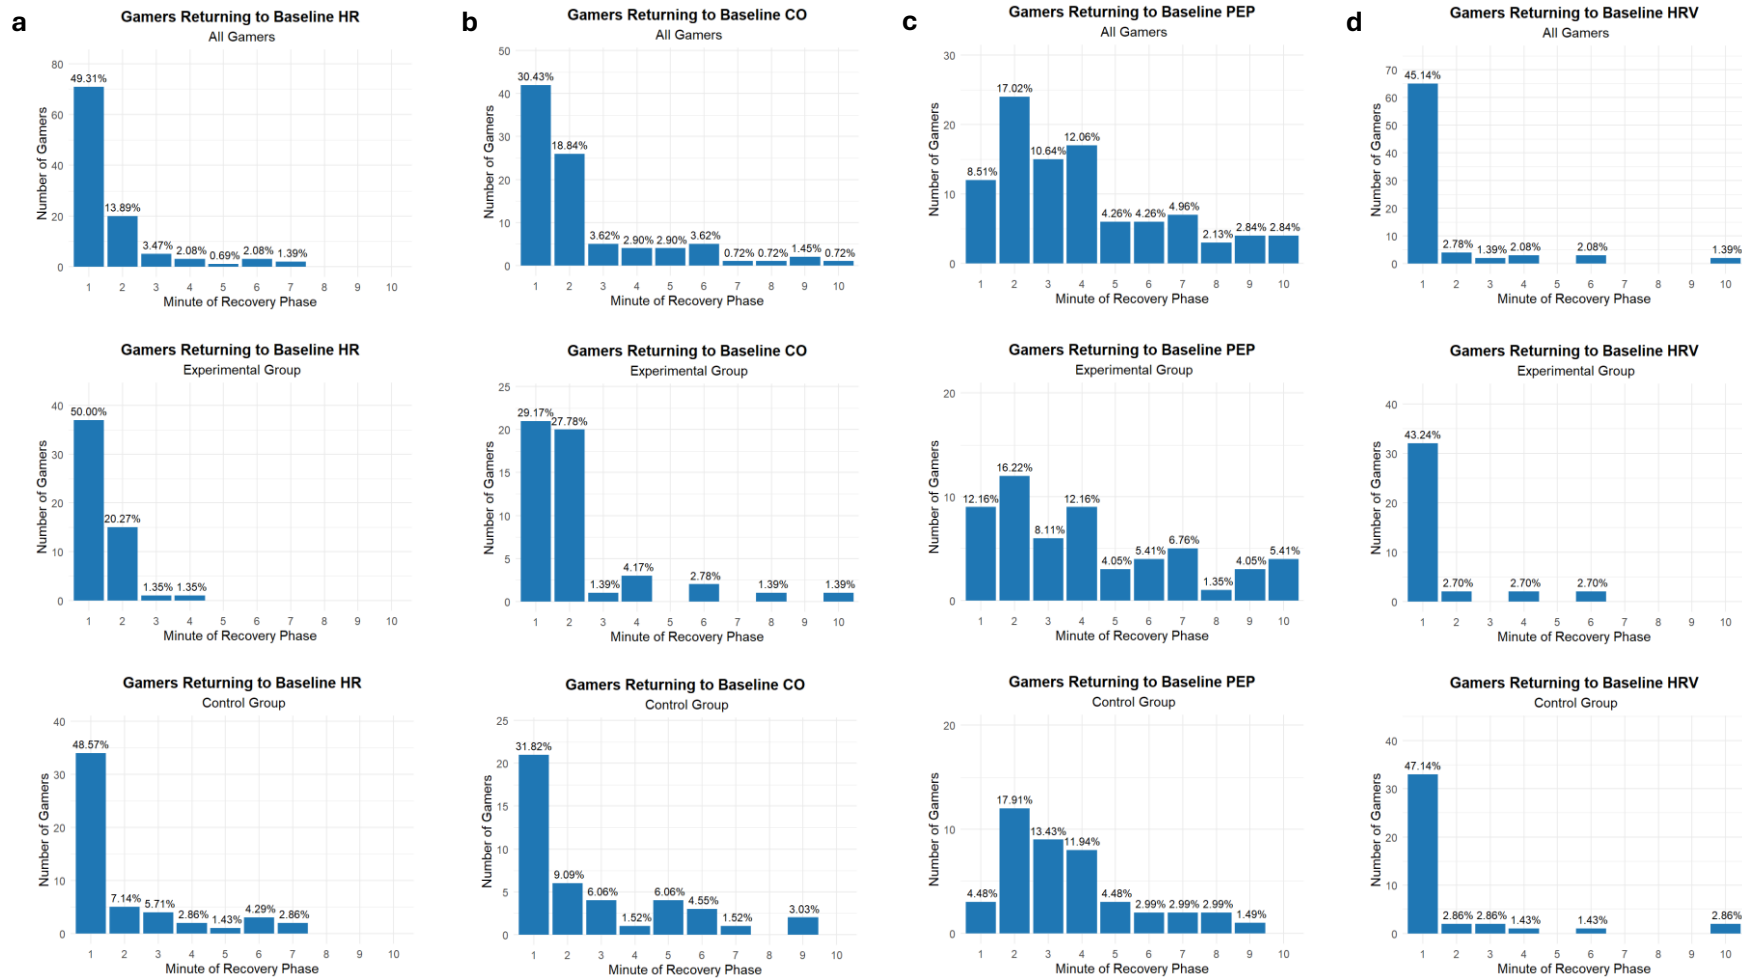 a
Gamers Returning to Baseline HR
All Gamers
Number of Gamers
80
60
40
20
0
49.31%
13.89%
3.47%
2.08%
0.69%
2.08%
1.39%
1 2 3 4 5 6 7 8 9 10
Minute of Recovery Phase
b
Gamers Returning to Baseline CO
All Gamers
Number of Gamers
50
40
30
20
10
0
30.43%
18.84%
3.62%
2.90%
2.90%
3.62%
0.72%
0.72%
1.45%
0.72%
1 2 3 4 5 6 7 8 9 10
Minute of Recovery Phase
c
Gamers Returning to Baseline PEP
All Gamers
Number of Gamers
30
20
10
0
8.51%
17.02%
10.64%
12.06%
4.26%
4.26%
4.96%
2.13%
2.84%
2.84%
1 2 3 4 5 6 7 8 9 10
Minute of Recovery Phase
d
Gamers Returning to Baseline HRV
All Gamers
Number of Gamers
70
60
50
40
30
20
10
0
45.14%
2.78%
1.39%
2.08%
2.08%
1.39%
1 2 3 4 5 6 7 8 9 10
Minute of Recovery Phase
Gamers Returning to Baseline HR
Experimental Group
Number of Gamers
40
30
20
10
0
50.00%
20.27%
1.35%
1.35%
1 2 3 4 5 6 7 8 9 10
Minute of Recovery Phase
Gamers Returning to Baseline CO
Experimental Group
Number of Gamers
25
20
15
10
5
0
29.17%
27.78%
1.39%
4.17%
2.78%
1.39%
1.39%
1 2 3 4 5 6 7 8 9 10
Minute of Recovery Phase
Gamers Returning to Baseline PEP
Experimental Group
Number of Gamers
20
10
0
12.16%
16.22%
8.11%
12.16%
4.05%
5.41%
6.76%
1.35%
4.05%
5.41%
1 2 3 4 5 6 7 8 9 10
Minute of Recovery Phase
Gamers Returning to Baseline HRV
Experimental Group
Number of Gamers
40
30
20
10
0
43.24%
2.70%
2.70%
2.70%
1 2 3 4 5 6 7 8 9 10
Minute of Recovery Phase
Gamers Returning to Baseline HR
Control Group
Number of Gamers
40
30
20
10
0
48.57%
7.14%
5.71%
2.86%
1.43%
4.29%
2.86%
1 2 3 4 5 6 7 8 9 10
Minute of Recovery Phase
Gamers Returning to Baseline CO
Control Group
Number of Gamers
25
20
15
10
5
0
31.82%
9.09%
6.06%
1.52%
6.06%
4.55%
1.52%
3.03%
1 2 3 4 5 6 7 8 9 10
Minute of Recovery Phase
Gamers Returning to Baseline PEP
Control Group
Number of Gamers
20
10
0
4.48%
17.91%
13.43%
11.94%
4.48%
2.99%
2.99%
2.99%
1.49%
1 2 3 4 5 6 7 8 9 10
Minute of Recovery Phase
Gamers Returning to Baseline HRV
Control Group
Number of Gamers
40
30
20
10
0
47.14%
2.86%
2.86%
1.43%
1.43%
2.86%
1 2 3 4 5 6 7 8 9 10
Minute of Recovery Phase